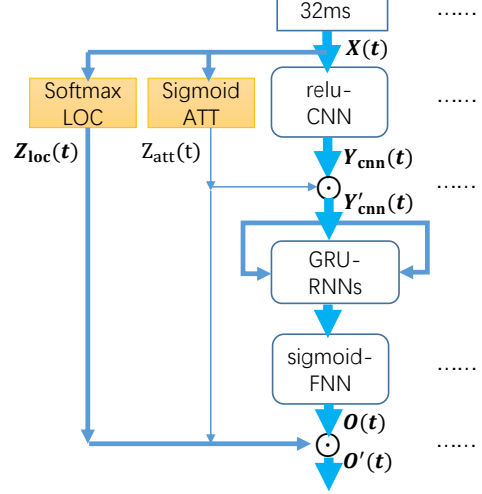 32ms ……
X(t)
Softmax LOC Sigmoid ATT relu-CNN ……
Z_loc(t) Z_att(t) Y_cnn(t)
⊙
Y′_cnn(t)
GRU-RNNs
sigmoid-FNN ……
O(t)
⊙ ……
O′(t)